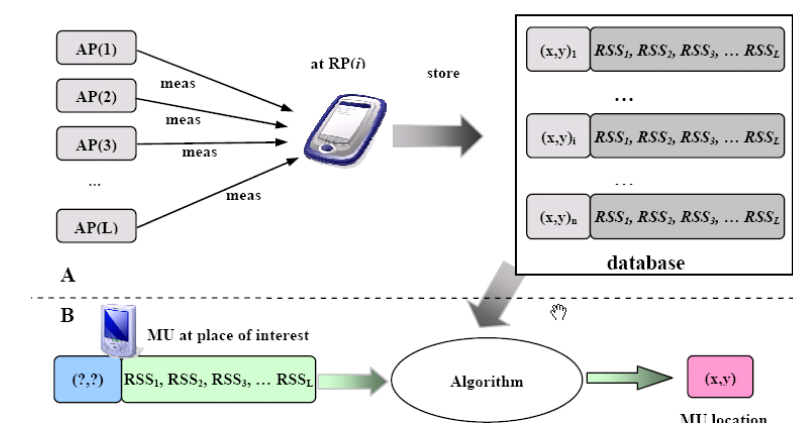 AP(1)
meas
AP(2)
meas
AP(3)
meas
...
meas
AP(L)
at RP(i)
store
(x,y)1 RSS1, RSS2, RSS3, … RSSL
...
(x,y)i RSS1, RSS2, RSS3, … RSSL
...
(x,y)n RSS1, RSS2, RSS3, … RSSL
database
A
B
MU at place of interest
(?,?) RSS1, RSS2, RSS3, … RSSL
Algorithm
(x,y)
MU location